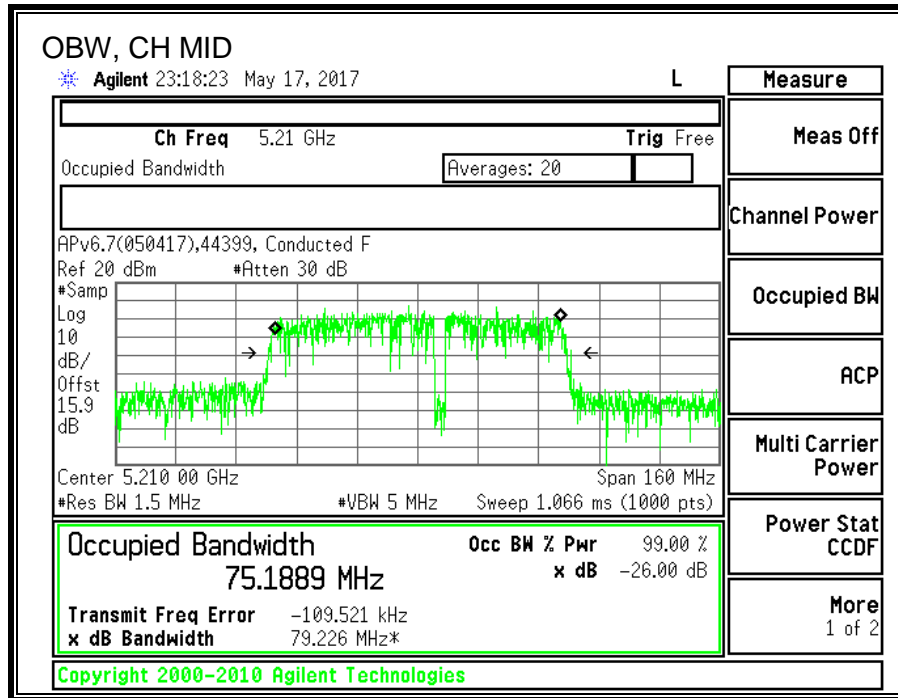 OBW, CH MID
Agilent 23:18:23 May 17, 2017 L
Measure
Ch Freq 5.21 GHz Trig Free
Occupied Bandwidth Averages: 20
APv6.7(050417),44399, Conducted F
Ref 20 dBm #Atten 30 dB
#Samp
Log
10
dB/
Offst
15.9
dB
Center 5.210 00 GHz Span 160 MHz
#Res BW 1.5 MHz #VBW 5 MHz Sweep 1.066 ms (1000 pts)
Occupied Bandwidth Occ BW % Pwr 99.00 %
75.1889 MHz x dB -26.00 dB
Transmit Freq Error -109.521 kHz
x dB Bandwidth 79.226 MHz*
Meas Off
Channel Power
Occupied BW
ACP
Multi Carrier
Power
Power Stat
CCDF
More
1 of 2
Copyright 2000-2010 Agilent Technologies